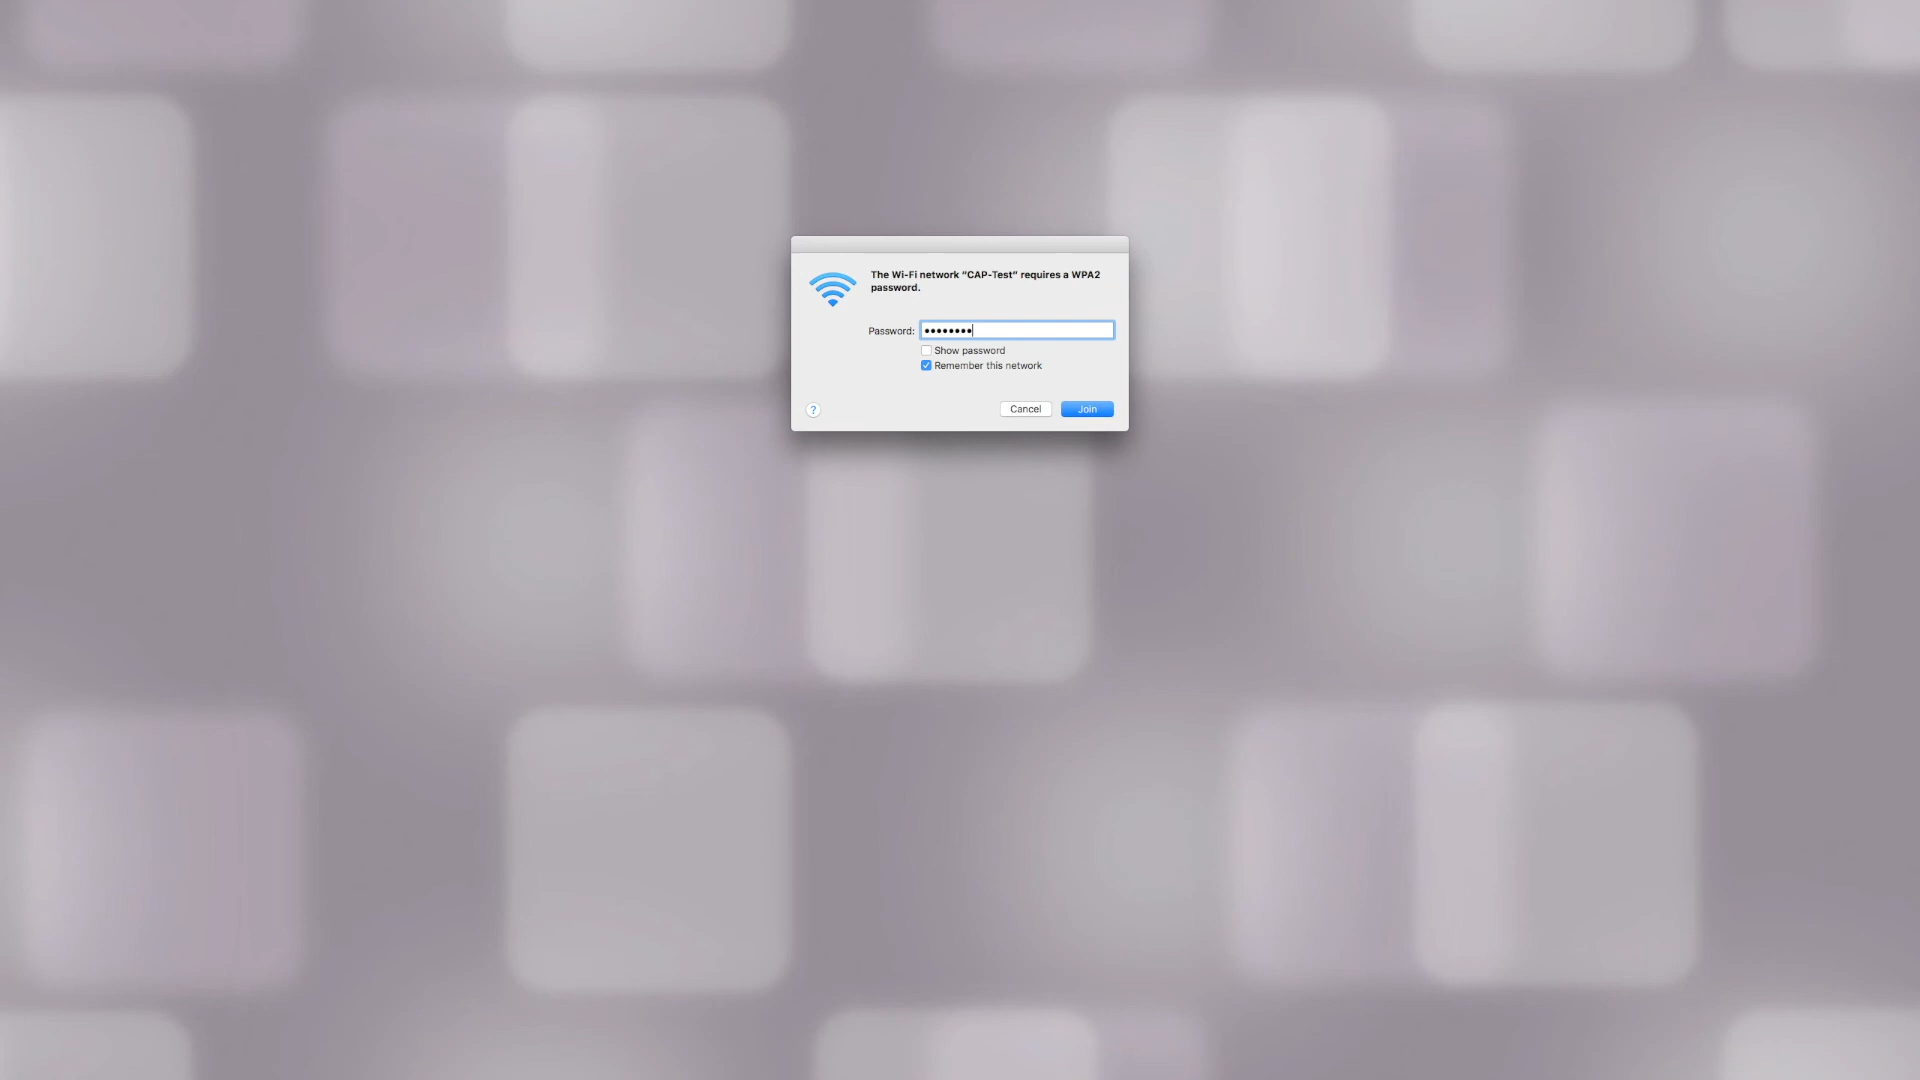 The Wi-Fi network “CAP-Test” requires a WPA2
password.
Password: ••••••••
Show password
Remember this network
? Cancel Join